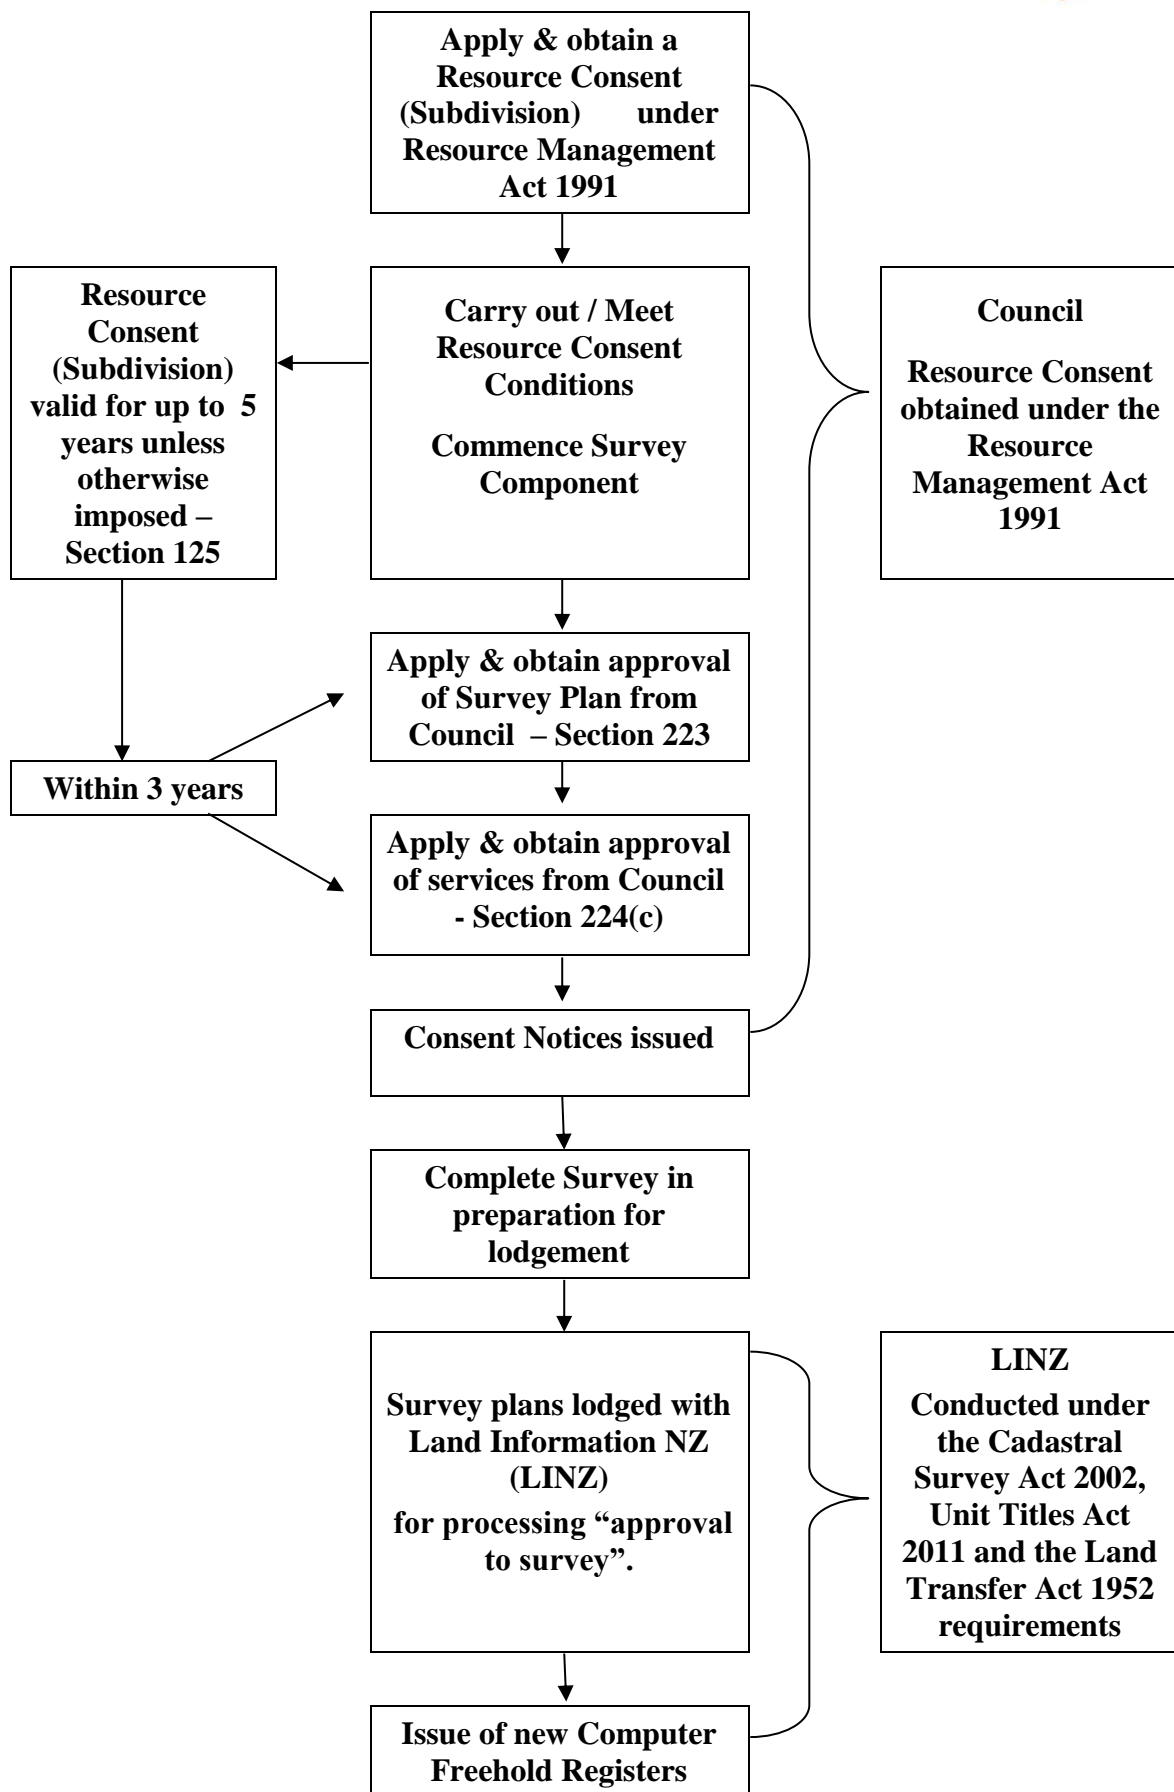 Apply & obtain a
Resource Consent
(Subdivision) under
Resource Management
Act 1991
Resource
Consent
(Subdivision)
valid for up to 5
years unless
otherwise
imposed –
Section 125
Carry out / Meet
Resource Consent
Conditions
Commence Survey
Component
Council
Resource Consent
obtained under the
Resource
Management Act
1991
Apply & obtain approval
of Survey Plan from
Council – Section 223
Within 3 years
Apply & obtain approval
of services from Council
- Section 224(c)
Consent Notices issued
Complete Survey in
preparation for
lodgement
Survey plans lodged with
Land Information NZ
(LINZ)
for processing “approval
to survey”.
LINZ
Conducted under
the Cadastral
Survey Act 2002,
Unit Titles Act
2011 and the Land
Transfer Act 1952
requirements
Issue of new Computer
Freehold Registers